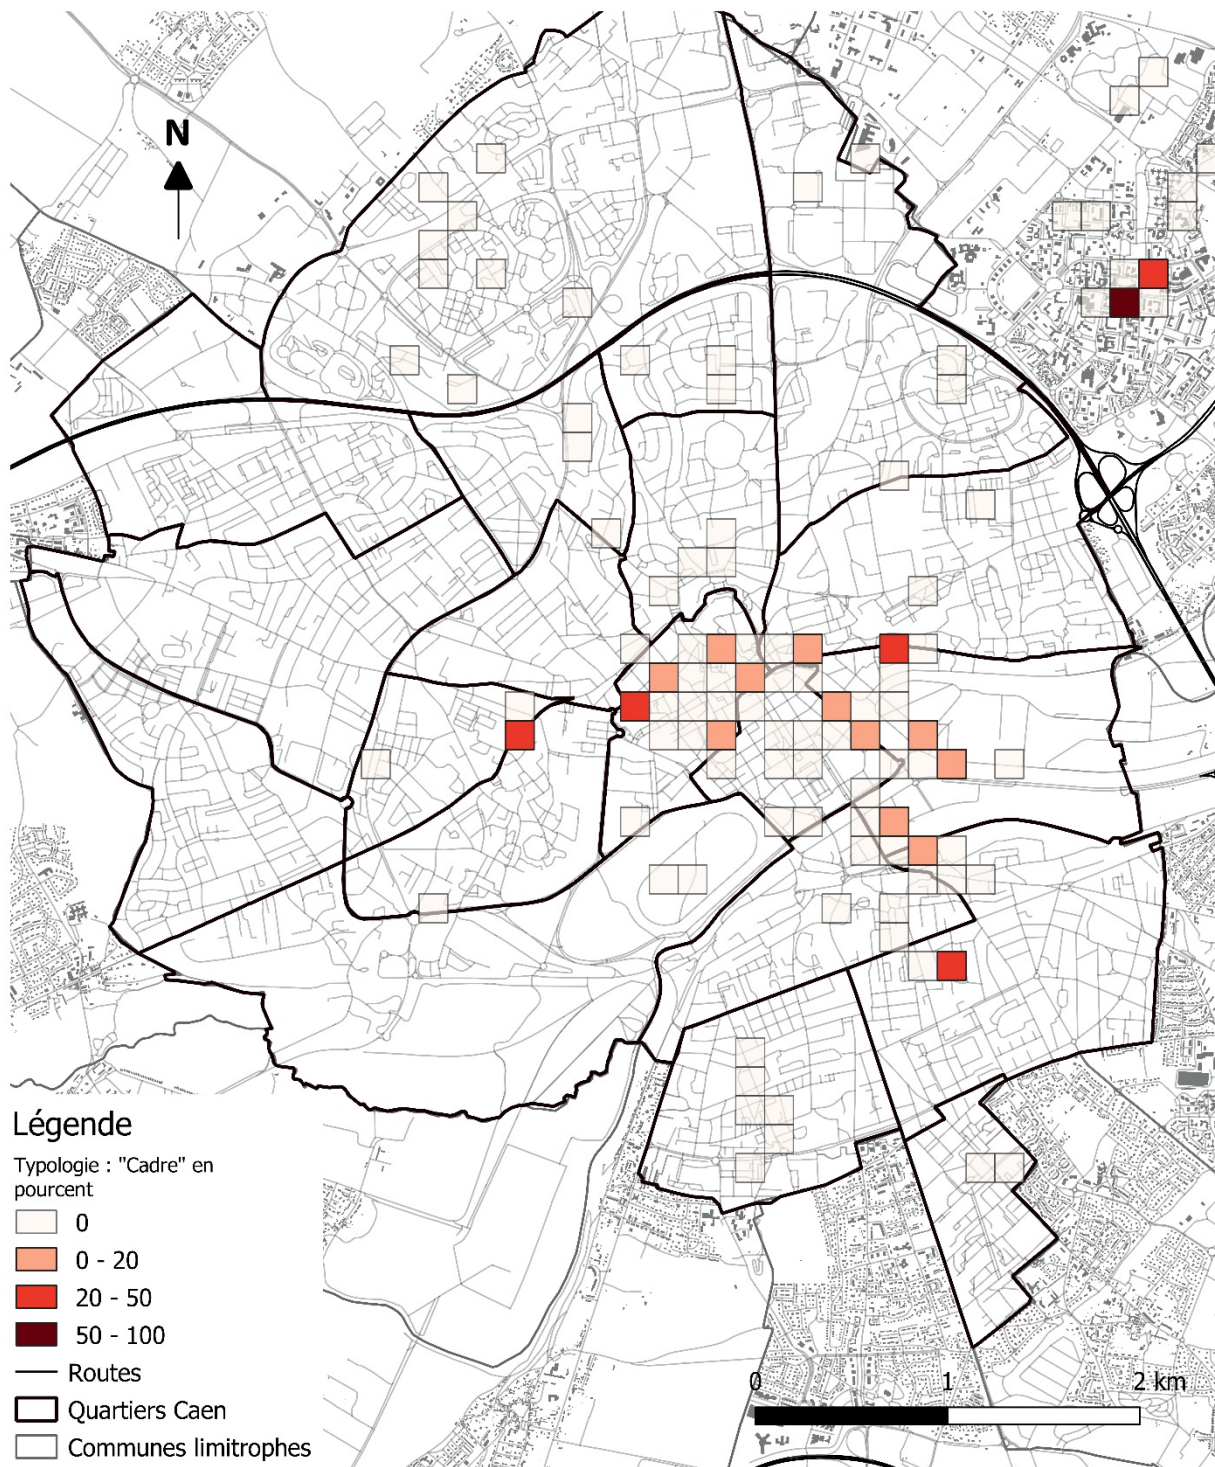 N
Légende
Typologie : "Cadre" en
pourcent
0
0 - 20
20 - 50
50 - 100
Routes
Quartiers Caen
Communes limitrophes
0 1 2 km